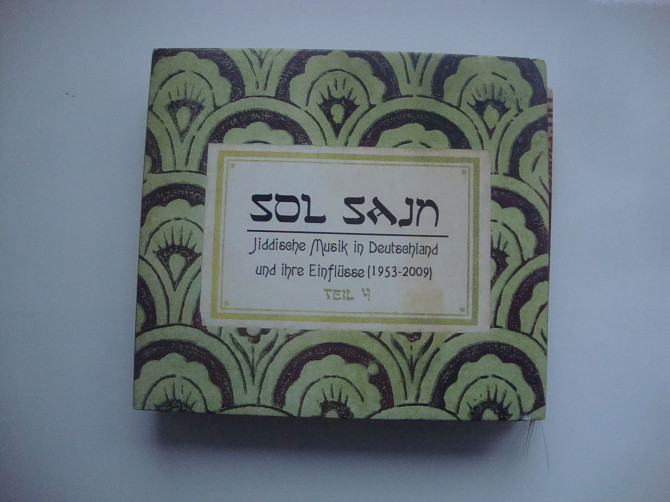 SOL SAJN
Jiddische Musik in Deutschland
und ihre Einflüsse (1953-2009)
TEIL 4